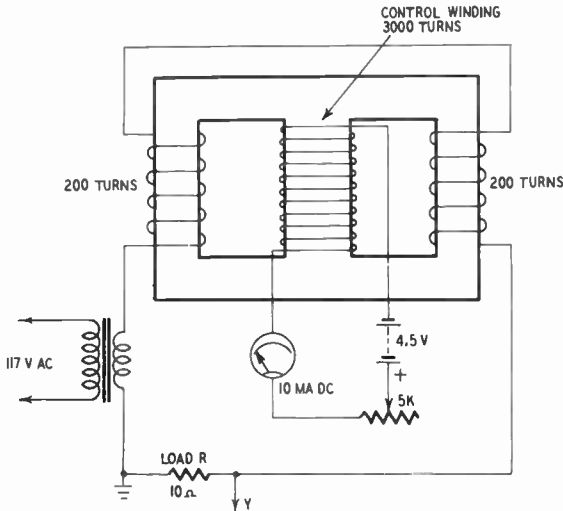 CONTROL WINDING
3000 TURNS
200 TURNS
200 TURNS
4.5 V
+
117 V AC
10 MA DC
5K
LOAD R
10Ω
Y